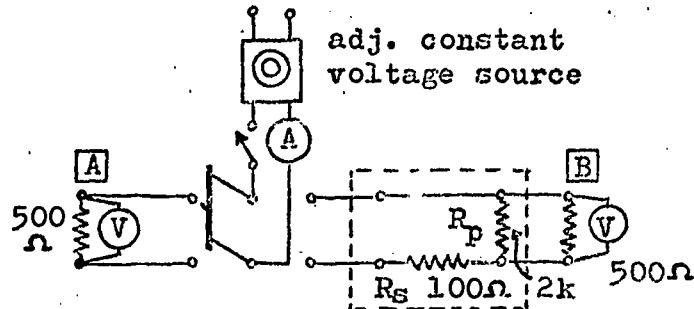 adj. constant
voltage source
A
A
B
500
Ω
V
Rp
V
Rs 100Ω 2k
500Ω